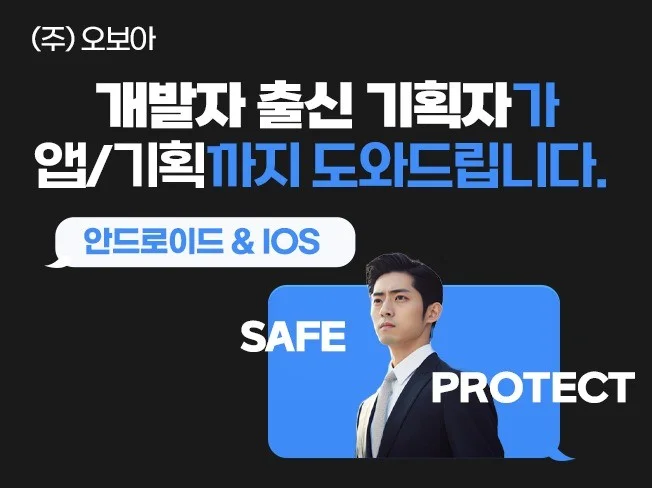 (주) 오보아
개발자 출신 기획자가
앱/기획까지 도와드립니다.
안드로이드 & IOS
SAFE
PROTECT